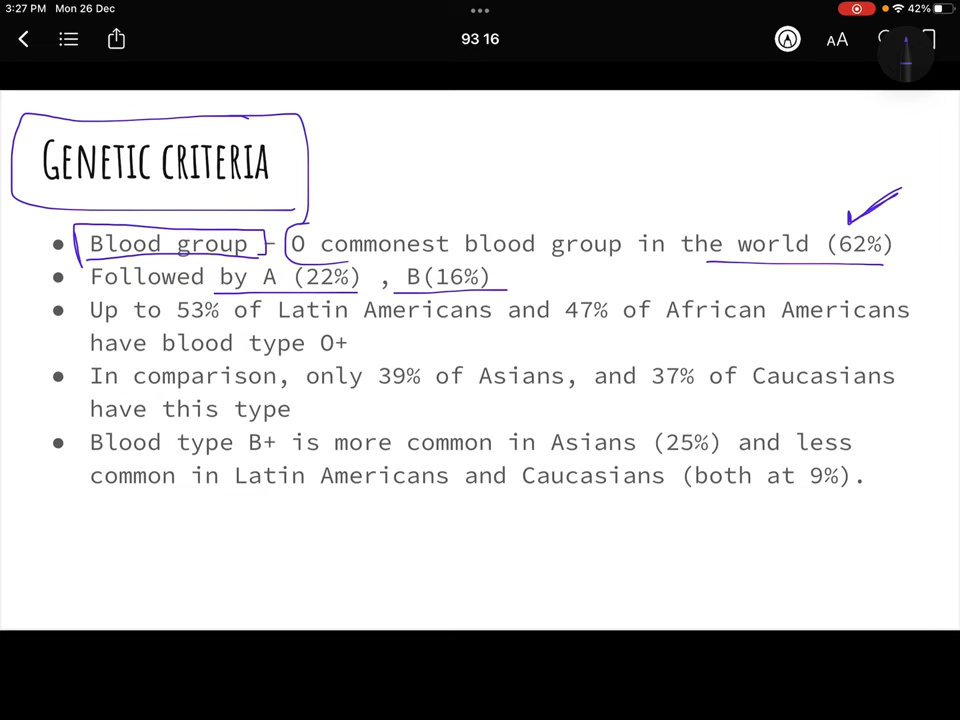 3:27 PM Mon 26 Dec
42%
93 16
AA
GENETIC CRITERIA
● Blood group - O commonest blood group in the world (62%)
● Followed by A (22%) , B(16%)
● Up to 53% of Latin Americans and 47% of African Americans
have blood type O+
● In comparison, only 39% of Asians, and 37% of Caucasians
have this type
● Blood type B+ is more common in Asians (25%) and less
common in Latin Americans and Caucasians (both at 9%).